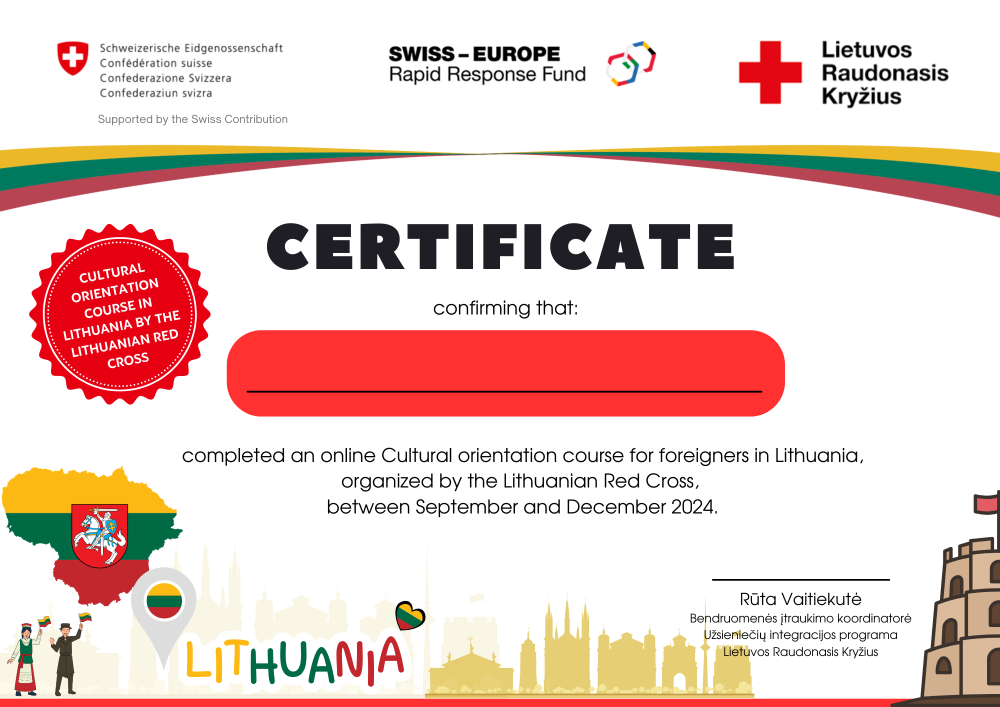 Schweizerische Eidgenossenschaft
Confédération suisse
Confederazione Svizzera
Confederaziun svizra
Supported by the Swiss Contribution
SWISS – EUROPE
Rapid Response Fund
Lietuvos
Raudonasis
Kryžius
CERTIFICATE
CULTURAL
ORIENTATION
COURSE IN
LITHUANIA BY THE
LITHUANIAN RED
CROSS
confirming that:
completed an online Cultural orientation course for foreigners in Lithuania,
organized by the Lithuanian Red Cross,
between September and December 2024.
Rūta Vaitiekutė
Bendruomenės įtraukimo koordinatorė
Užsieniečių integracijos programa
Lietuvos Raudonasis Kryžius
LITHUANIA